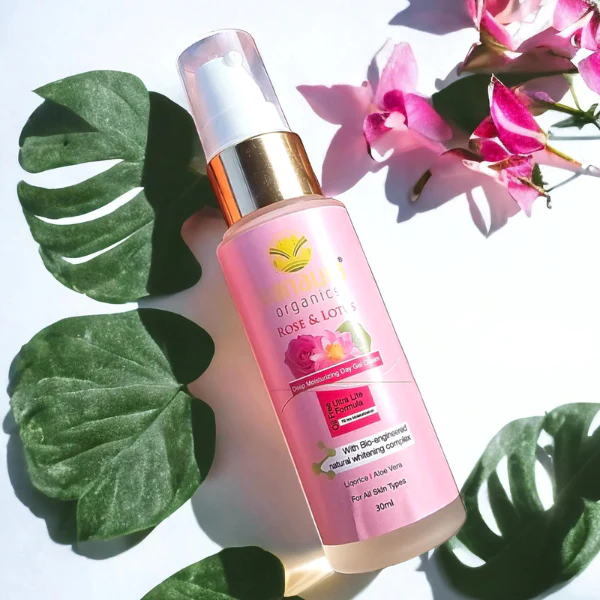 organics
ROSE & LOTUS
Deep Moisturizing Day Gel Cream
Oil Free
Ultra Lite
Formula
With Bio-engineered
natural whitening complex
Liqorice | Aloe Vera
For All Skin Types
30ml